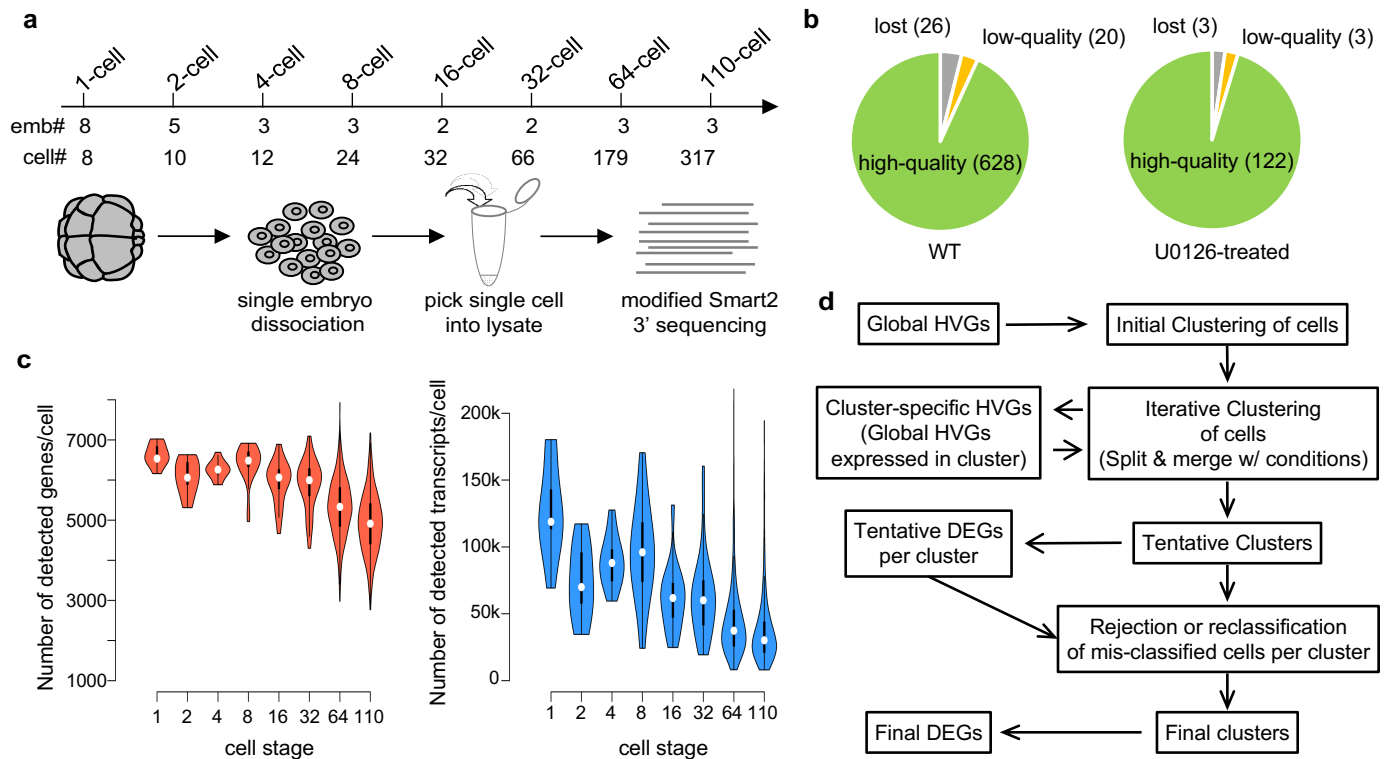 a
1-cell
2-cell
4-cell
8-cell
16-cell
32-cell
64-cell
110-cell
emb# 8 5 3 3 2 2 3 3
cell# 8 10 12 24 32 66 179 317
single embryo
dissociation
pick single cell
into lysate
modified Smart2
3' sequencing
b
lost (26)
low-quality (20)
high-quality (628)
WT
lost (3)
low-quality (3)
high-quality (122)
U0126-treated
c
Number of detected genes/cell
7000
5000
3000
1000
1 2 4 8 16 32 64 110
cell stage
Number of detected transcripts/cell
200k
150k
100k
50k
0
1 2 4 8 16 32 64 110
cell stage
d
Global HVGs
Initial Clustering of cells
Cluster-specific HVGs
(Global HVGs
expressed in cluster)
Iterative Clustering
of cells
(Split & merge w/ conditions)
Tentative DEGs
per cluster
Tentative Clusters
Rejection or reclassification
of mis-classified cells per cluster
Final DEGs
Final clusters